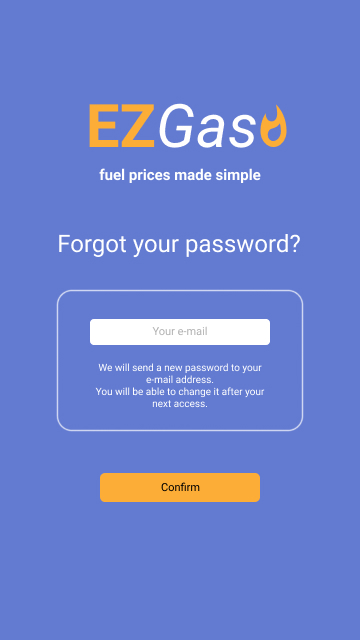 EZGas
fuel prices made simple
Forgot your password?
Your e-mail
We will send a new password to your
e-mail address.
You will be able to change it after your
next access.
Confirm